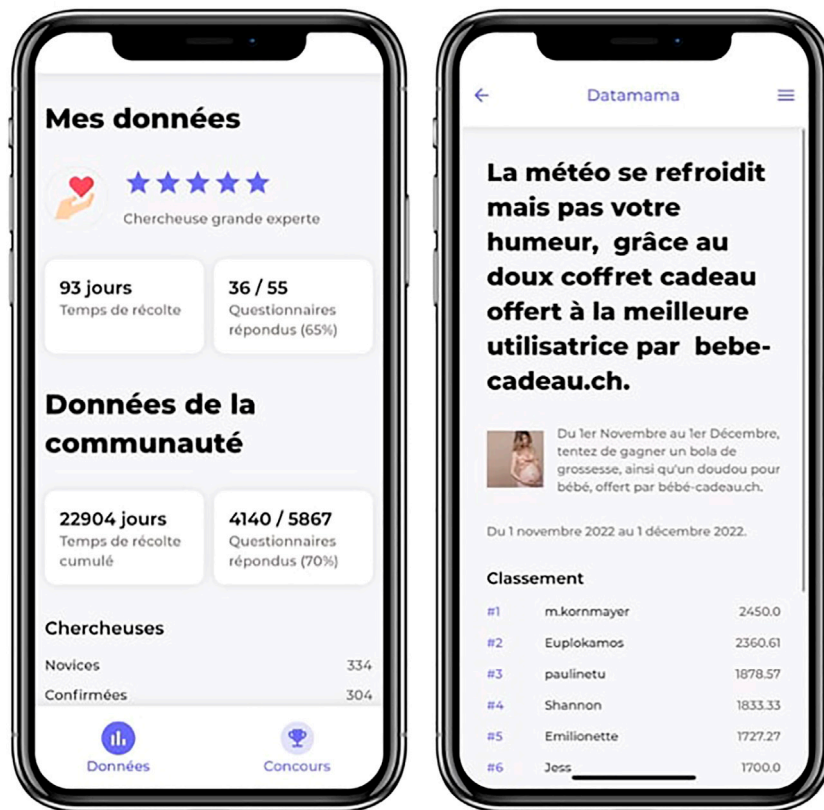 Mes données
Chercheuse grande experte
93 jours
Temps de récolte
36 / 55
Questionnaires
répondus (65%)
Données de la
communauté
22904 jours
Temps de récolte
cumulé
4140 / 5867
Questionnaires
répondus (70%)
Chercheuses
Novices 334
Confirmées 304
Données
Concours
Datamama
La météo se refroidit
mais pas votre
humeur, grâce au
doux coffret cadeau
offert à la meilleure
utilisatrice par bebe-
cadeau.ch.
Du 1er Novembre au 1er Décembre,
tentez de gagner un bola de
grossesse, ainsi qu'un doudou pour
bébé, offert par bébé-cadeau.ch.
Du 1 novembre 2022 au 1 décembre 2022.
Classement
#1 m.kornmayer 2450.0
#2 Euplokamos 2360.61
#3 paulinetu 1878.57
#4 Shannon 1833.33
#5 Emilionette 1727.27
#6 Jess 1700.0